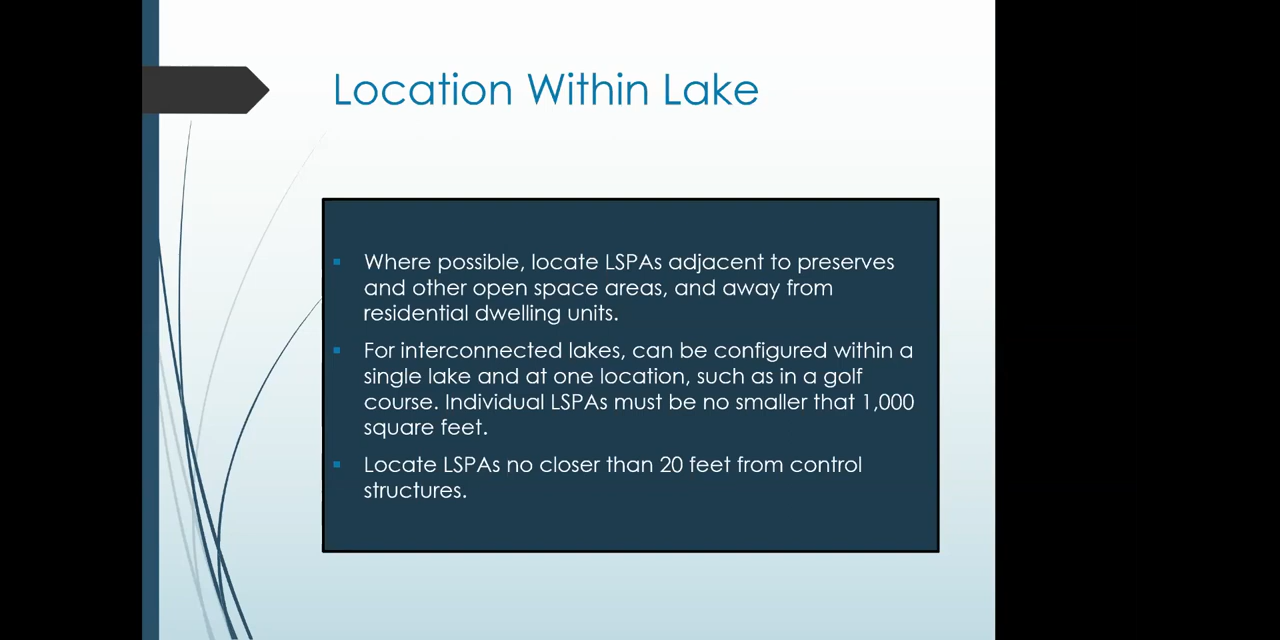 Location Within Lake
Where possible, locate LSPAs adjacent to preserves
and other open space areas, and away from
residential dwelling units.
For interconnected lakes, can be configured within a
single lake and at one location, such as in a golf
course. Individual LSPAs must be no smaller that 1,000
square feet.
Locate LSPAs no closer than 20 feet from control
structures.